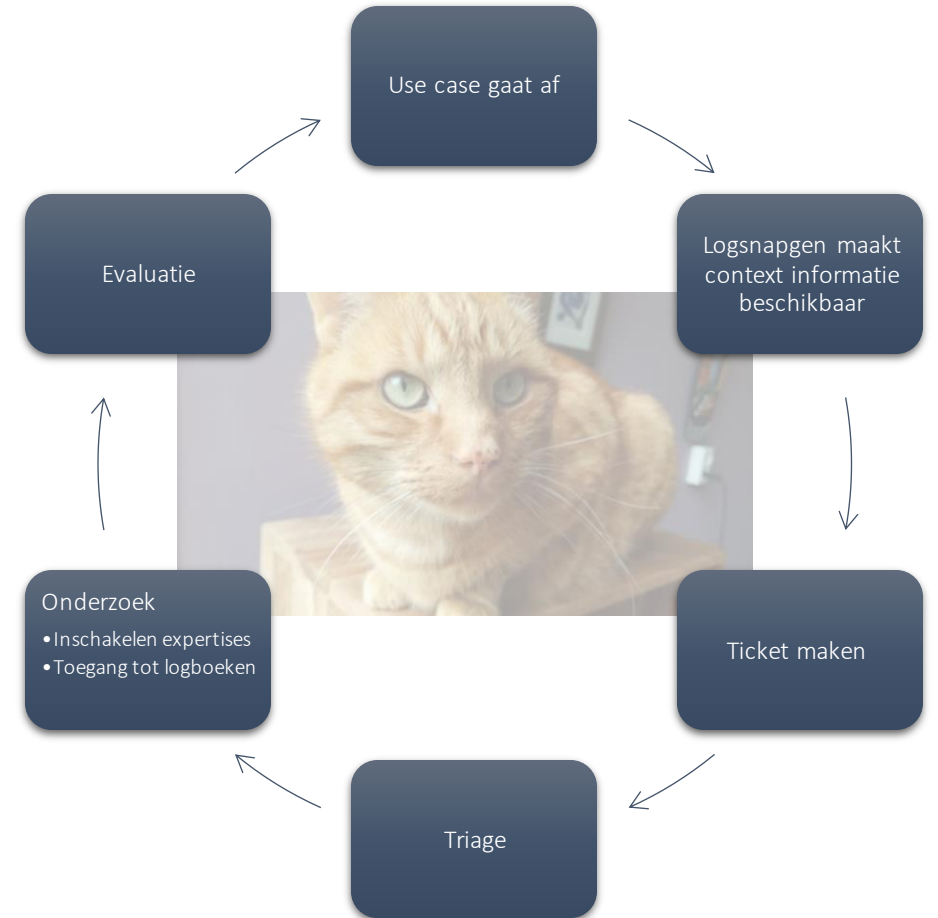 Use case gaat af
Logsnapgen maakt
context informatie
beschikbaar
Ticket maken
Triage
Onderzoek
•Inschakelen expertises
•Toegang tot logboeken
Evaluatie